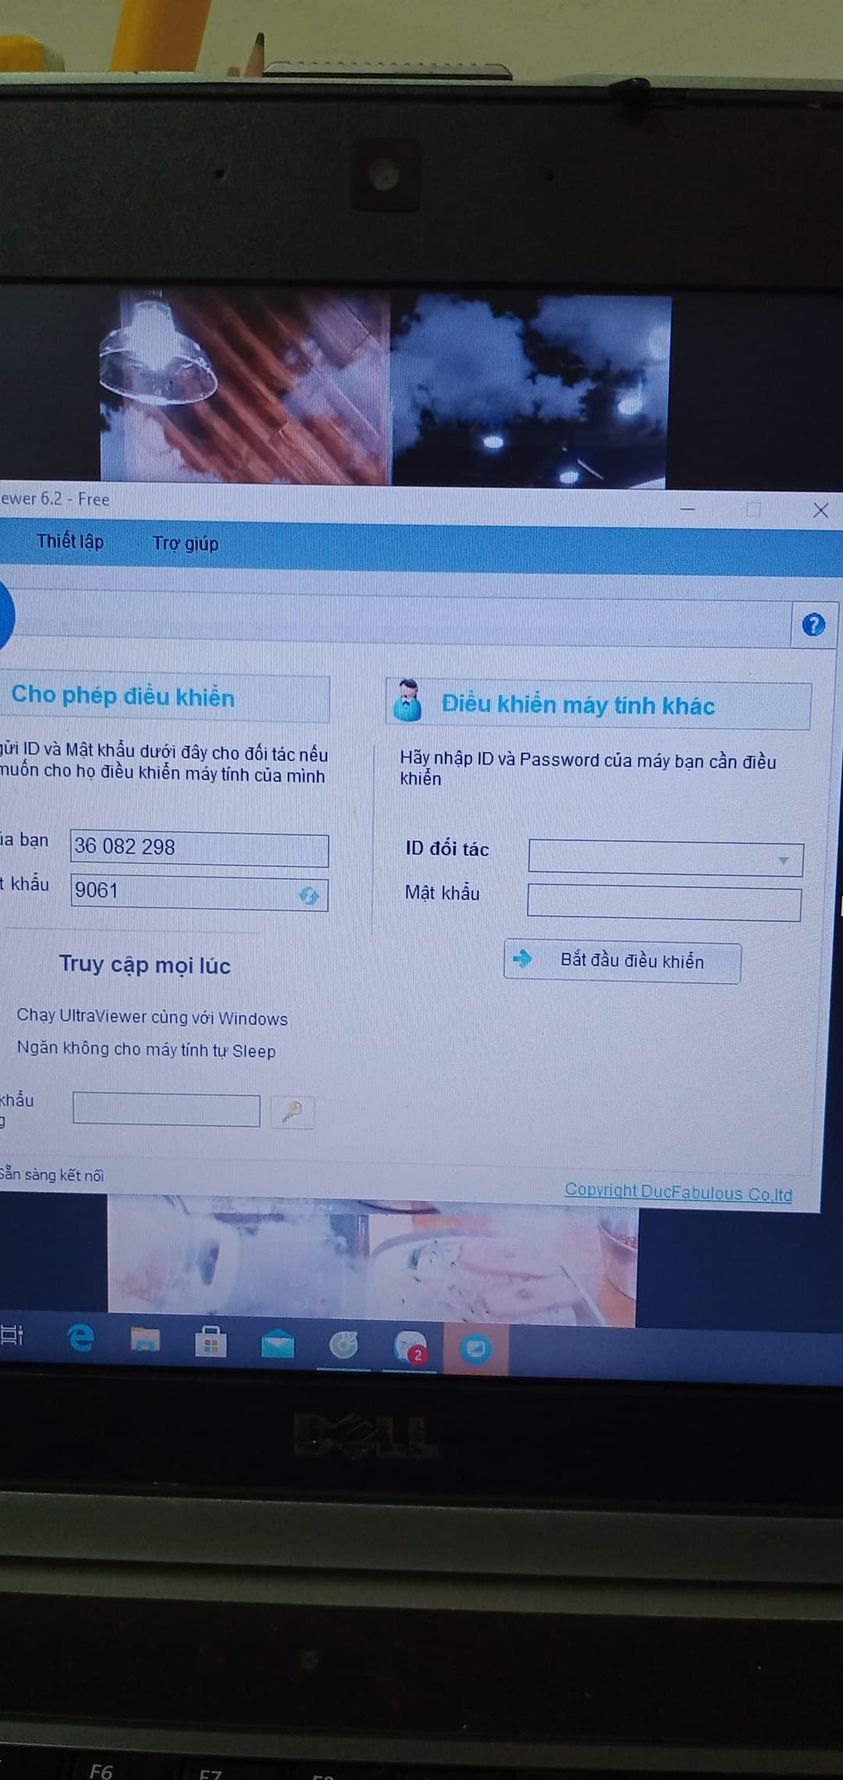 6.2 - Free
Thiết lập Trợ giúp
?
Cho phép điều khiển
ID và Mật khẩu dưới đây cho đối tác nếu
muốn cho họ điều khiển máy tính của mình
bạn 36 082 298
khẩu 9061
Truy cập mọi lúc
Chạy UltraViewer cùng với Windows
Ngăn không cho máy tính tự Sleep
khẩu
Sẵn sàng kết nối
Điều khiển máy tính khác
Hãy nhập ID và Password của máy bạn cần điều
khiển
ID đối tác
Mật khẩu
Bắt đầu điều khiển
Copyright DucFabulous Co,ltd
2
DELL
F6 F7